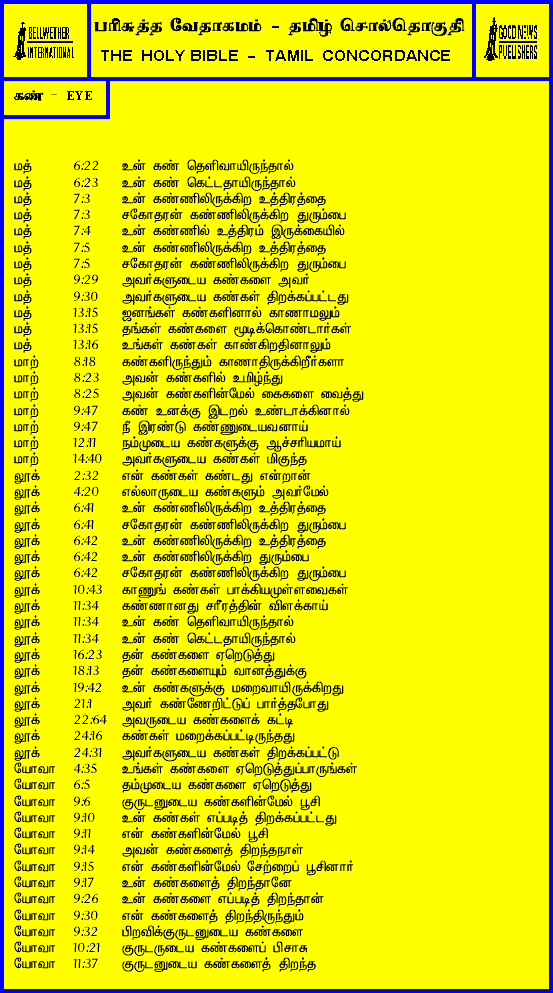 BELLWETHER
INTERNATIONAL
பரிசுத்த வேதாகமம் - தமிழ் சொல்தொகுதி
THE HOLY BIBLE - TAMIL CONCORDANCE
GOOD NEWS
PUBLISHERS
கண் - EYE
மத் 6:22 உன் கண் தெளிவாயிருந்தால்
மத் 6:23 உன் கண் கெட்டதாயிருந்தால்
மத் 7:3 உன் கண்ணிலிருக்கிற உத்திரத்தை
மத் 7:3 சகோதரன் கண்ணிலிருக்கிற துரும்பை
மத் 7:4 உன் கண்ணில் உத்திரம் இருக்கையில்
மத் 7:5 உன் கண்ணிலிருக்கிற உத்திரத்தை
மத் 7:5 சகோதரன் கண்ணிலிருக்கிற துரும்பை
மத் 9:29 அவர்களுடைய கண்களை அவர்
மத் 9:30 அவர்களுடைய கண்கள் திறக்கப்பட்டது
மத் 13:15 ஜனங்கள் கண்களினால் காணாமலும்
மத் 13:15 தங்கள் கண்களை மூடிக்கொண்டார்கள்
மத் 13:16 உங்கள் கண்கள் காண்கிறதினாலும்
மாற் 8:18 கண்களிருந்தும் காணாதிருக்கிறீர்களா
மாற் 8:23 அவன் கண்களில் உமிழ்ந்து
மாற் 8:25 அவன் கண்களின்மேல் கைகளை வைத்து
மாற் 9:47 கண் உனக்கு இடறல் உண்டாக்கினால்
மாற் 9:47 நீ இரண்டு கண்ணுடையவனாய்
மாற் 12:11 நம்முடைய கண்களுக்கு ஆச்சரியமாய்
மாற் 14:40 அவர்களுடைய கண்கள் மிகுந்த
லூக் 2:32 என் கண்கள் கண்டது என்றான்
லூக் 4:20 எல்லாருடைய கண்களும் அவர்மேல்
லூக் 6:41 உன் கண்ணிலிருக்கிற உத்திரத்தை
லூக் 6:41 சகோதரன் கண்ணிலிருக்கிற துரும்பை
லூக் 6:42 உன் கண்ணிலிருக்கிற உத்திரத்தை
லூக் 6:42 உன் கண்ணிலிருக்கிற துரும்பை
லூக் 6:42 சகோதரன் கண்ணிலிருக்கிற துரும்பை
லூக் 10:43 காணுங் கண்கள் பாக்கியமுள்ளவைகள்
லூக் 11:34 கண்ணானது சரீரத்தின் விளக்காய்
லூக் 11:34 உன் கண் தெளிவாயிருந்தால்
லூக் 11:34 உன் கண் கெட்டதாயிருந்தால்
லூக் 16:23 தன் கண்களை ஏறெடுத்து
லூக் 18:13 தன் கண்களையும் வானத்துக்கு
லூக் 19:42 உன் கண்களுக்கு மறைவாயிருக்கிறது
லூக் 21:1 அவர் கண்ணேறிட்டுப் பார்த்தபோது
லூக் 22:64 அவருடைய கண்களைக் கட்டி
லூக் 24:16 கண்கள் மறைக்கப்பட்டிருந்தது
லூக் 24:31 அவர்களுடைய கண்கள் திறக்கப்பட்டு
யோவா 4:35 உங்கள் கண்களை ஏறெடுத்துப்பாருங்கள்
யோவா 6:5 தம்முடைய கண்களை ஏறெடுத்து
யோவா 9:6 குருடனுடைய கண்களின்மேல் பூசி
யோவா 9:10 உன் கண்கள் எப்படித் திறக்கப்பட்டது
யோவா 9:11 என் கண்களின்மேல் பூசி
யோவா 9:14 அவன் கண்களைத் திறந்தநாள்
யோவா 9:15 என் கண்களின்மேல் சேற்றைப் பூசினார்
யோவா 9:17 உன் கண்களைத் திறந்தானே
யோவா 9:26 உன் கண்களை எப்படித் திறந்தான்
யோவா 9:30 என் கண்களைத் திறந்திருந்தும்
யோவா 9:32 பிறவிக்குருடனுடைய கண்களை
யோவா 10:21 குருடருடைய கண்களைப் பிசாசு
யோவா 11:37 குருடனுடைய கண்களைத் திறந்த